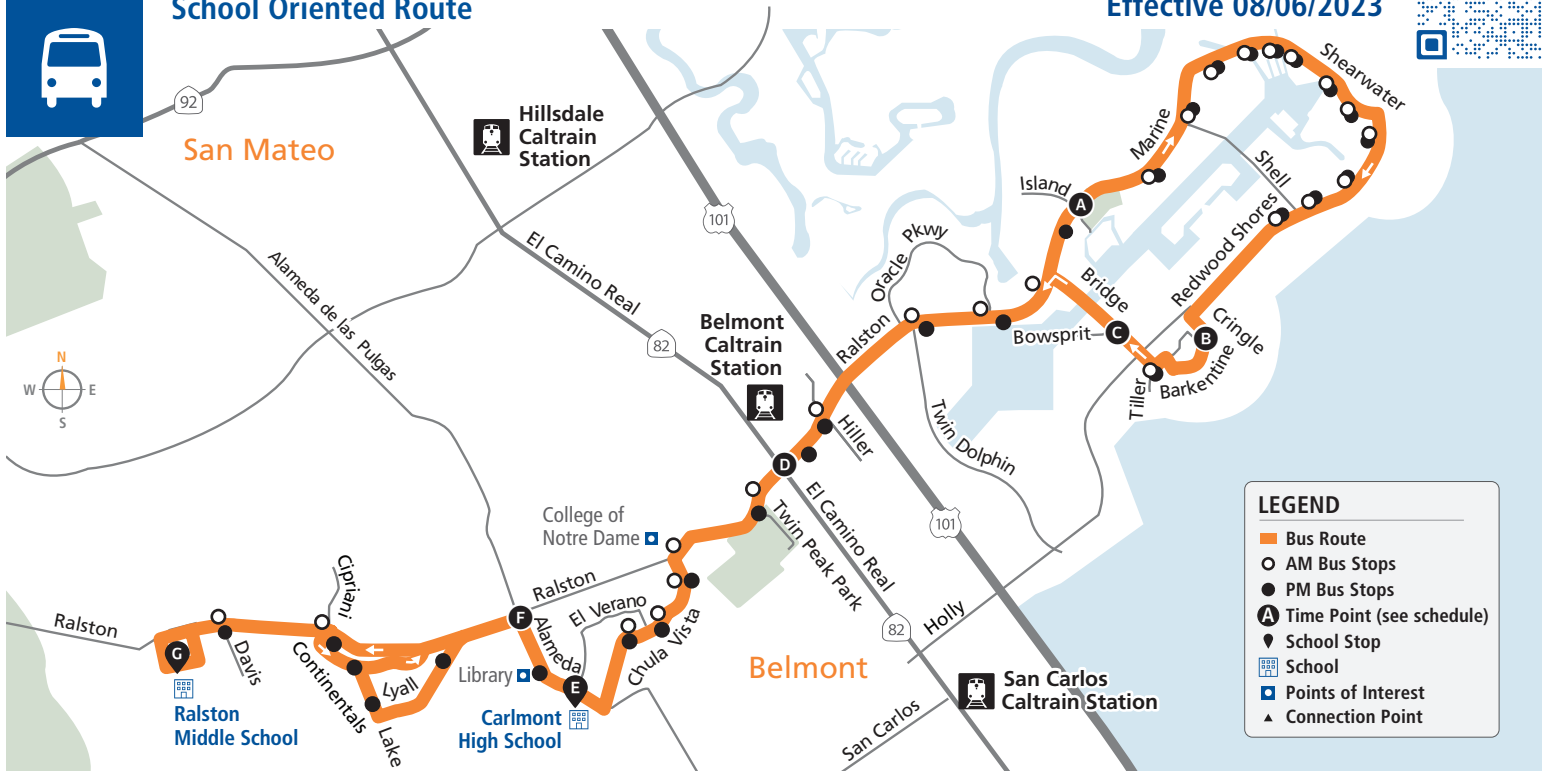 School Oriented Route
Effective 08/06/2023
92
San Mateo
Hillsdale
Caltrain
Station
101
Shearwater
Marine
Shell
Island
A
Redwood Shores
Oracle Pkwy
El Camino Real
Alameda de las Pulgas
Bridge
Cringle
B
Bowsprit
C
Barkentine
Tiller
Ralston
Belmont
Caltrain
Station
82
N
W
E
S
Hiller
Twin Dolphin
D
El Camino Real
Twin Peak Park
College of
Notre Dame
101
Ralston
El Verano
Cipriani
F
Alameda
Chula Vista
Ralston
G
Davis
Continentals
Lyall
Lake
Library
E
Carlmont
High School
Ralston
Middle School
Belmont
82
Holly
San Carlos
San Carlos
Caltrain Station
LEGEND
Bus Route
AM Bus Stops
PM Bus Stops
A Time Point (see schedule)
School Stop
School
Points of Interest
Connection Point